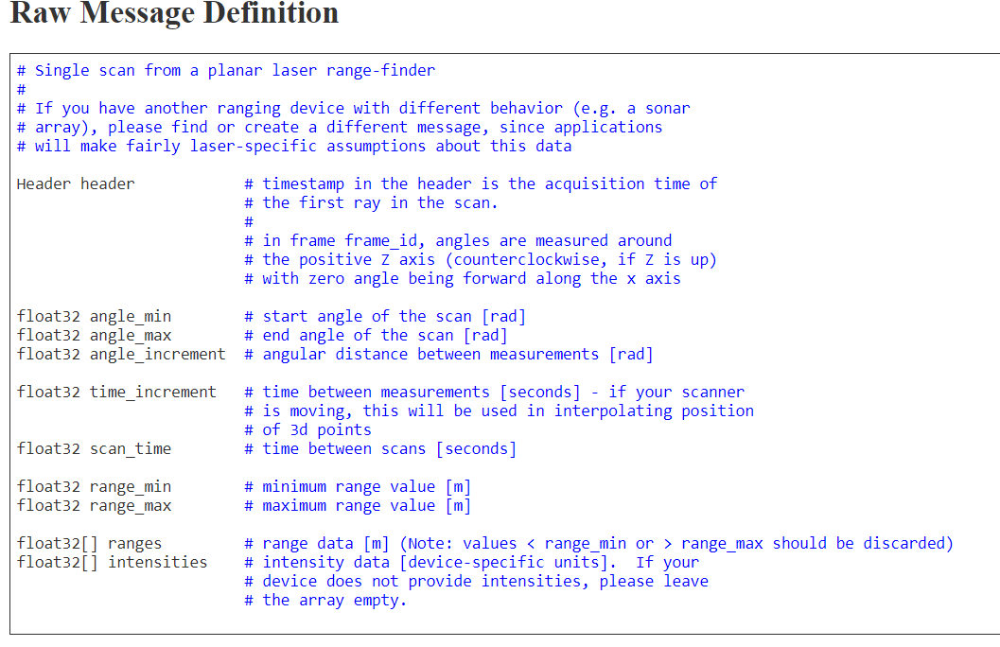 Raw Message Definition
# Single scan from a planar laser range-finder
#
# If you have another ranging device with different behavior (e.g. a sonar
# array), please find or create a different message, since applications
# will make fairly laser-specific assumptions about this data
Header header            # timestamp in the header is the acquisition time of
                         # the first ray in the scan.
                         #
                         # in frame frame_id, angles are measured around
                         # the positive Z axis (counterclockwise, if Z is up)
                         # with zero angle being forward along the x axis
float32 angle_min        # start angle of the scan [rad]
float32 angle_max        # end angle of the scan [rad]
float32 angle_increment  # angular distance between measurements [rad]
float32 time_increment   # time between measurements [seconds] - if your scanner
                         # is moving, this will be used in interpolating position
                         # of 3d points
float32 scan_time        # time between scans [seconds]
float32 range_min        # minimum range value [m]
float32 range_max        # maximum range value [m]
float32[] ranges         # range data [m] (Note: values < range_min or > range_max should be discarded)
float32[] intensities    # intensity data [device-specific units].  If your
                         # device does not provide intensities, please leave
                         # the array empty.